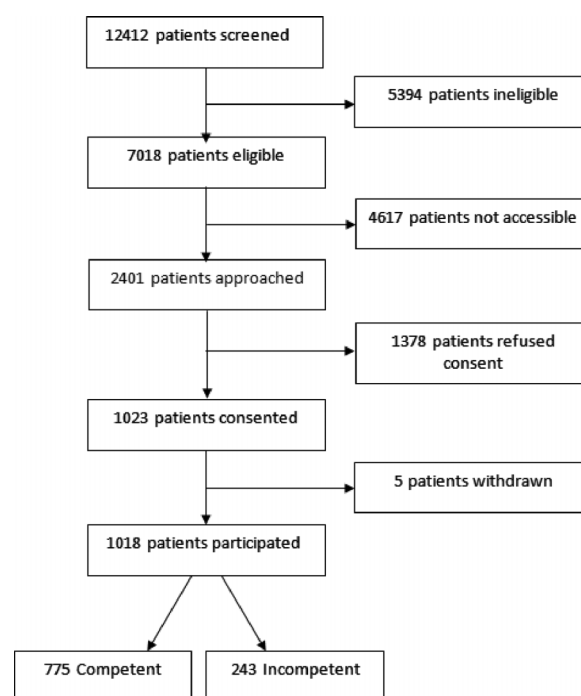 12412 patients screened
5394 patients ineligible
7018 patients eligible
4617 patients not accessible
2401 patients approached
1378 patients refused
consent
1023 patients consented
5 patients withdrawn
1018 patients participated
775 Competent
243 Incompetent